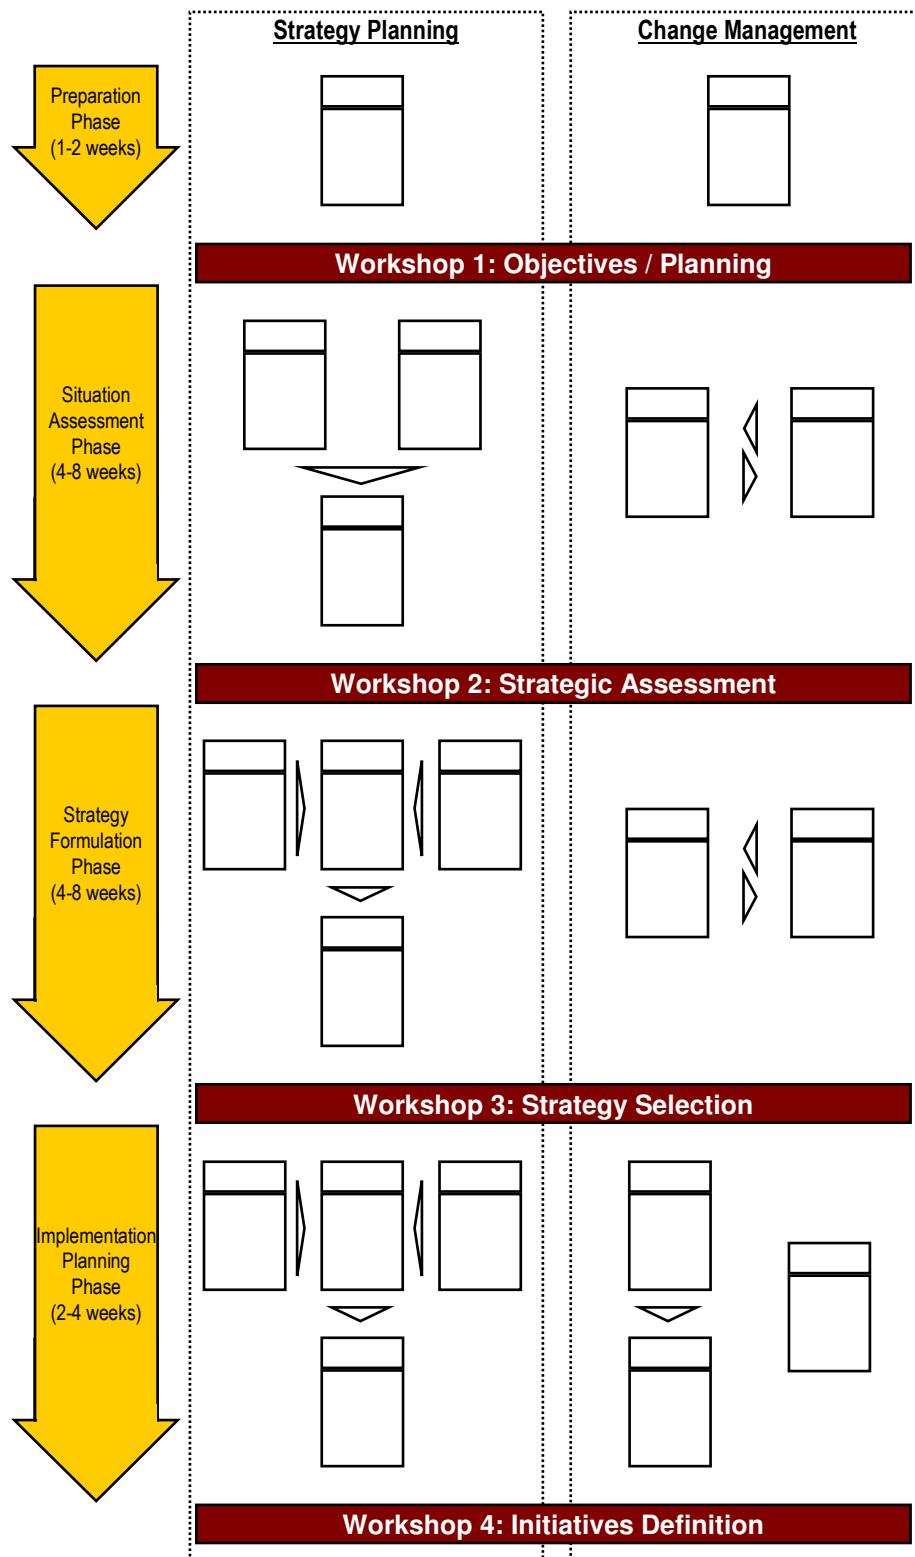 Strategy Planning
Change Management
Preparation
Phase
(1-2 weeks)
Workshop 1: Objectives / Planning
Situation
Assessment
Phase
(4-8 weeks)
Workshop 2: Strategic Assessment
Strategy
Formulation
Phase
(4-8 weeks)
Workshop 3: Strategy Selection
Implementation
Planning
Phase
(2-4 weeks)
Workshop 4: Initiatives Definition